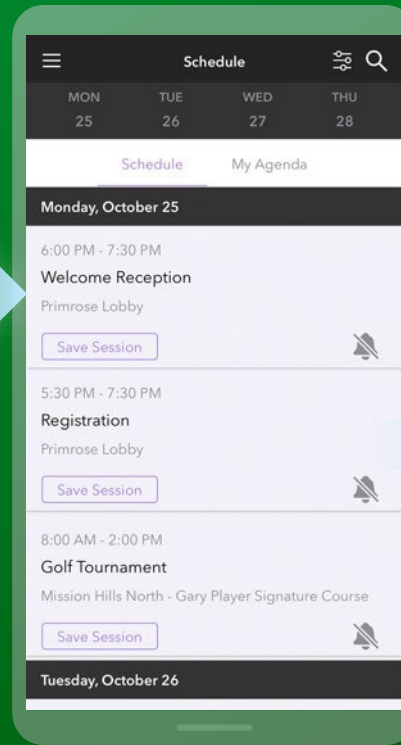 Schedule
MON TUE WED THU
25 26 27 28
Schedule My Agenda
Monday, October 25
6:00 PM - 7:30 PM
Welcome Reception
Primrose Lobby
Save Session
5:30 PM - 7:30 PM
Registration
Primrose Lobby
Save Session
8:00 AM - 2:00 PM
Golf Tournament
Mission Hills North - Gary Player Signature Course
Save Session
Tuesday, October 26